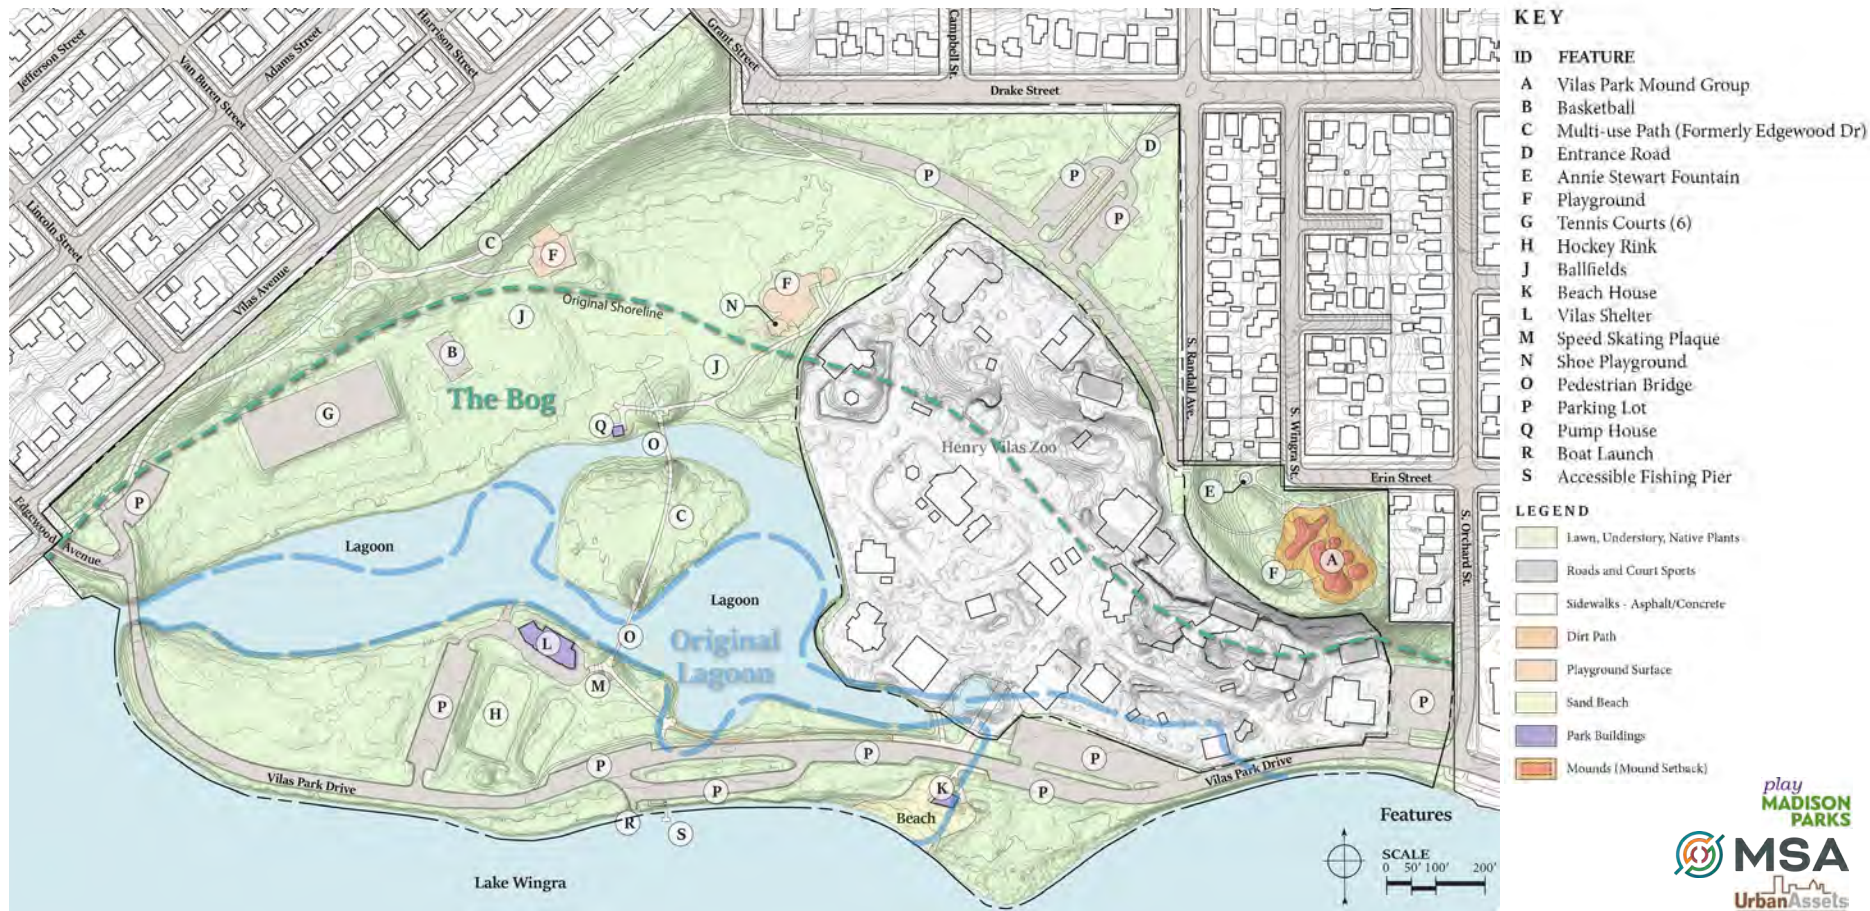 Jefferson Street
Van Buren Street
Adams Street
Harrison Street
Lincoln Street
Vilas Avenue
Grant Street
Campbell St.
Drake Street
D
P
P
P
C
F
F
N
J
Original Shoreline
J
B
The Bog
G
Q
O
S. Randall Ave.
S. Wingra St.
Henry Vilas Zoo
Erin Street
E
S. Orchard St.
Edgewood Avenue
P
C
F
A
Lagoon
Lagoon
Original
Lagoon
O
L
M
P
H
P
P
P
P
P
P
K
Vilas Park Drive
Vilas Park Drive
Beach
R
S
Lake Wingra
Features
SCALE
0 50' 100' 200'
KEY
ID FEATURE
A Vilas Park Mound Group
B Basketball
C Multi-use Path (Formerly Edgewood Dr)
D Entrance Road
E Annie Stewart Fountain
F Playground
G Tennis Courts (6)
H Hockey Rink
J Ballfields
K Beach House
L Vilas Shelter
M Speed Skating Plaque
N Shoe Playground
O Pedestrian Bridge
P Parking Lot
Q Pump House
R Boat Launch
S Accessible Fishing Pier
LEGEND
Lawn, Understory, Native Plants
Roads and Court Sports
Sidewalks - Asphalt/Concrete
Dirt Path
Playground Surface
Sand Beach
Park Buildings
Mounds (Mound Setback)
play
MADISON
PARKS
MSA
UrbanAssets